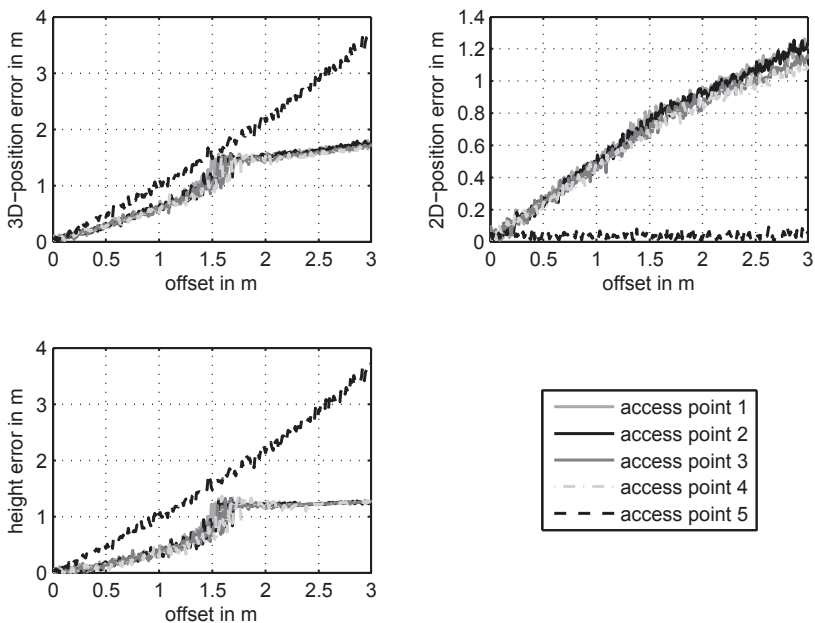 4
3
2
1
0
3D−position error in m
0 0.5 1 1.5 2 2.5 3
offset in m
1.4
1.2
1
0.8
0.6
0.4
0.2
0
2D−position error in m
0 0.5 1 1.5 2 2.5 3
offset in m
4
3
2
1
0
height error in m
0 0.5 1 1.5 2 2.5 3
offset in m
access point 1
access point 2
access point 3
access point 4
access point 5